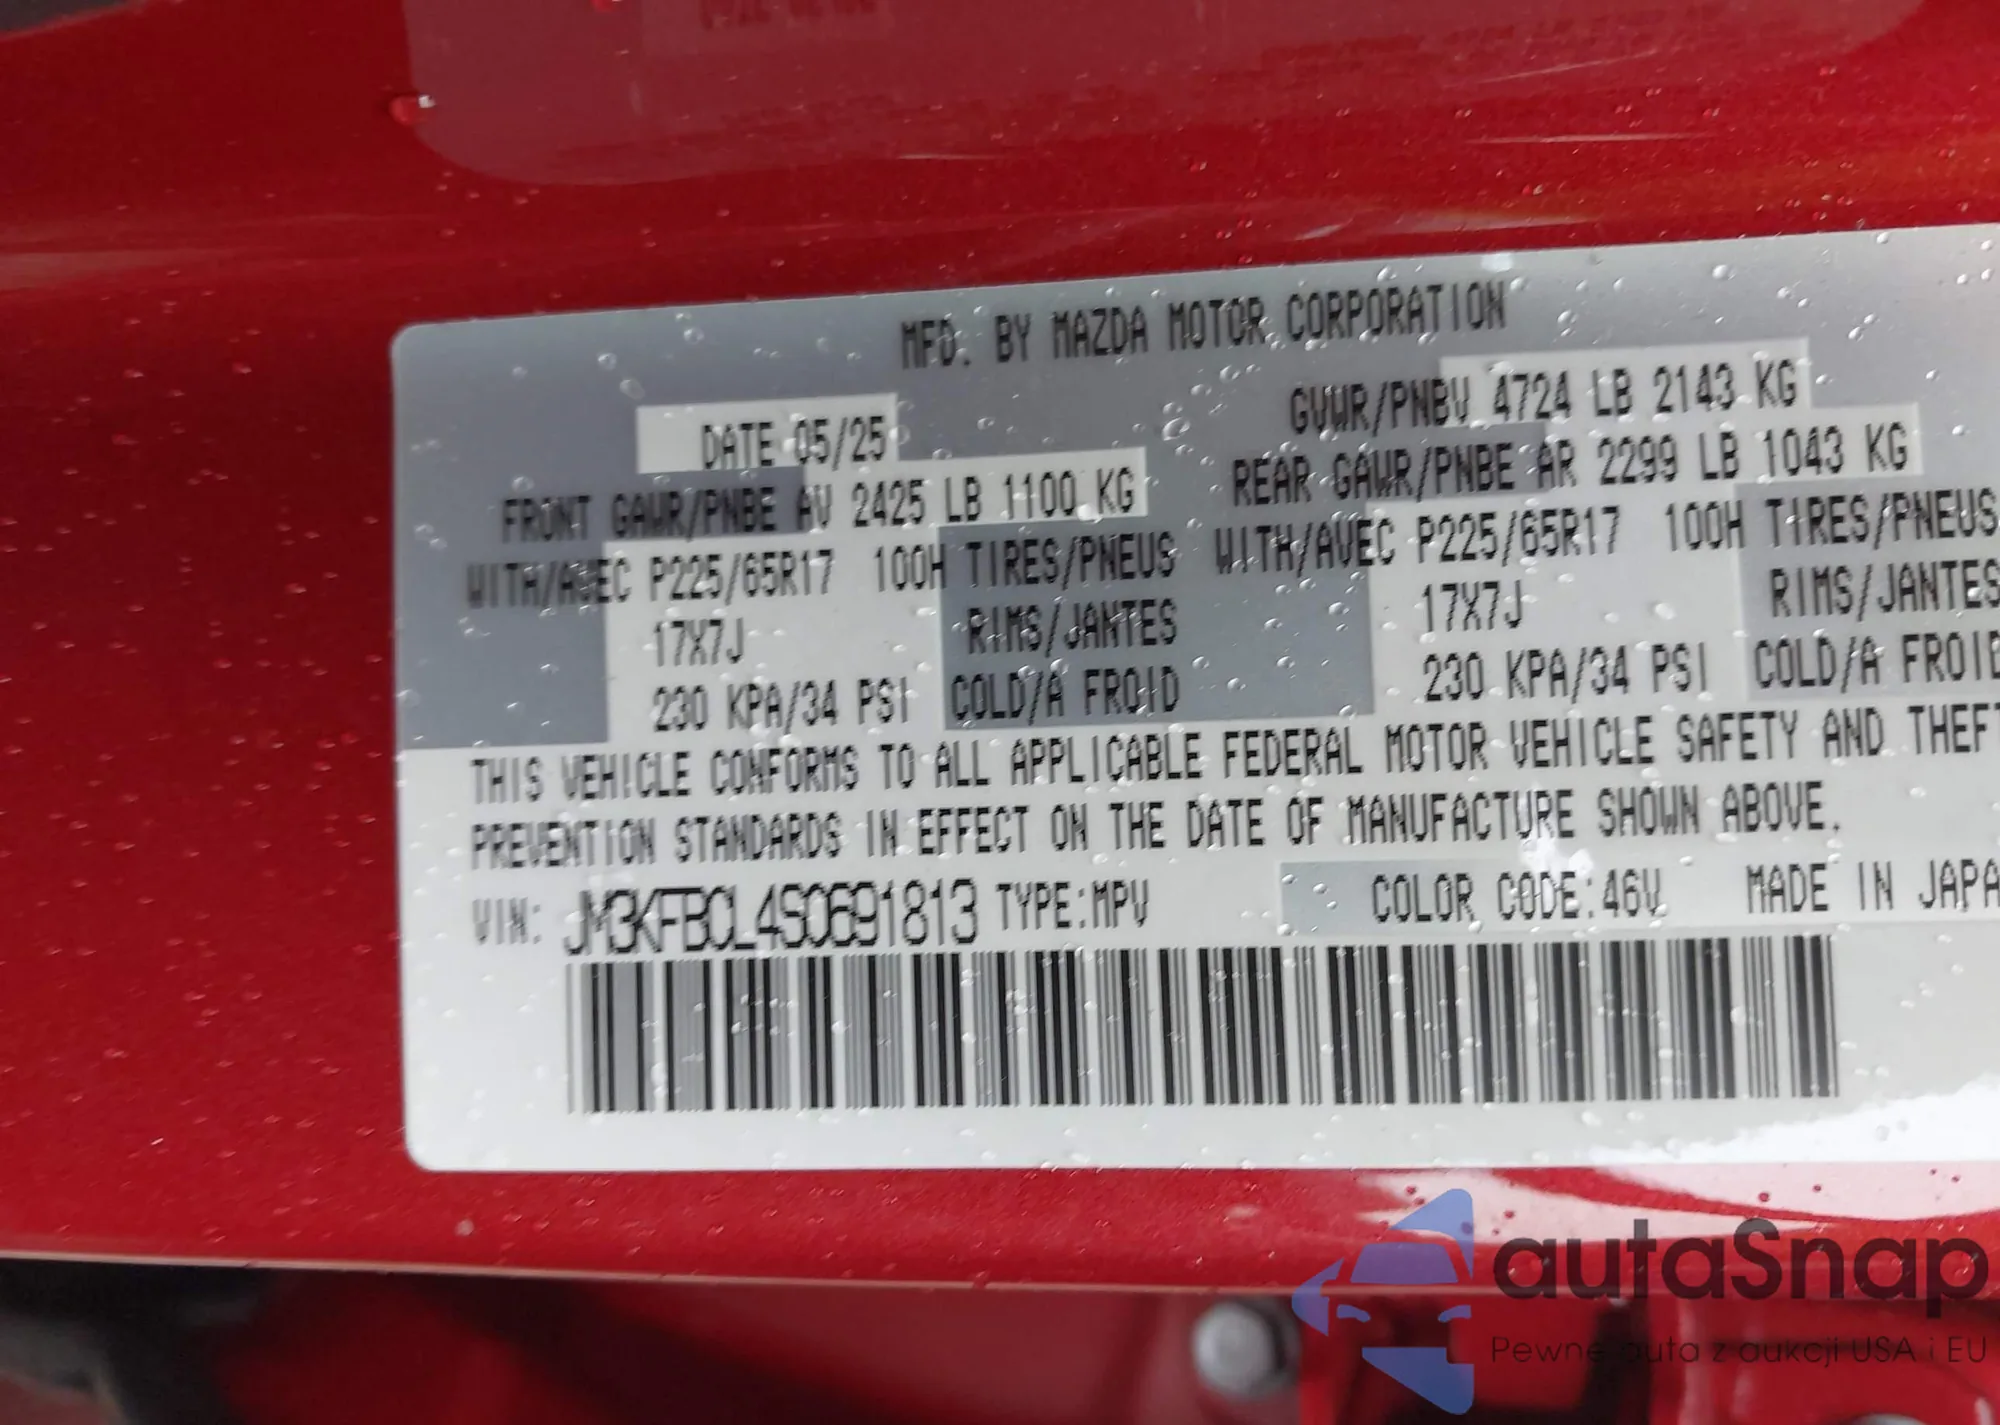 MFD. BY MAZDA MOTOR CORPORATION
DATE 05/25 GVWR/PNBV 4724 LB 2143 KG
FRONT GAWR/PNBE AV 2425 LB 1100 KG REAR GAWR/PNBE AR 2299 LB 1043 KG
WITH/AVEC P225/65R17 100H TIRES/PNEUS WITH/AVEC P225/65R17 100H TIRES/PNEUS
17X7J RIMS/JANTES 17X7J RIMS/JANTES
230 KPA/34 PSI COLD/A FROID 230 KPA/34 PSI COLD/A FROID
THIS VEHICLE CONFORMS TO ALL APPLICABLE FEDERAL MOTOR VEHICLE SAFETY AND THEFT
PREVENTION STANDARDS IN EFFECT ON THE DATE OF MANUFACTURE SHOWN ABOVE.
VIN: JM3KFBCL4S0691813 TYPE:MPV COLOR CODE:46V MADE IN JAPA
autaSnap
Pewne auta z aukcji USA i EU